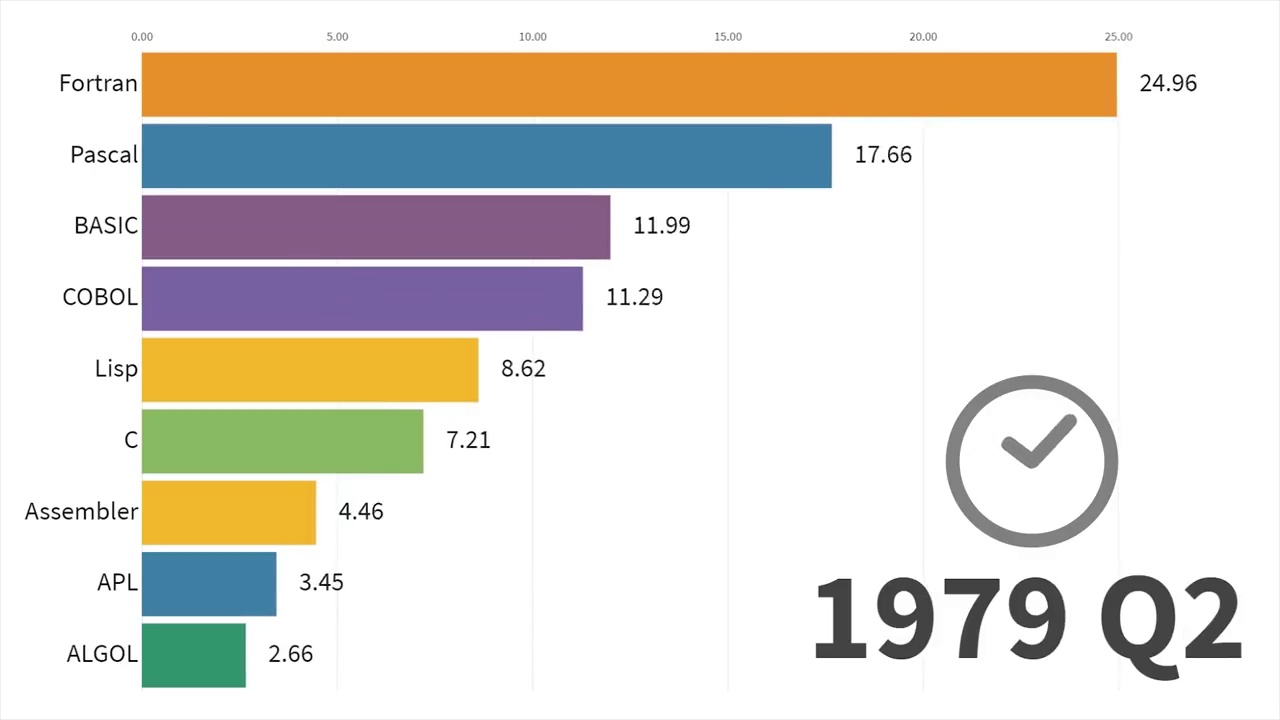 0.00 5.00 10.00 15.00 20.00 25.00
Fortran 24.96
Pascal 17.66
BASIC 11.99
COBOL 11.29
Lisp 8.62
C 7.21
Assembler 4.46
APL 3.45
ALGOL 2.66
1979 Q2